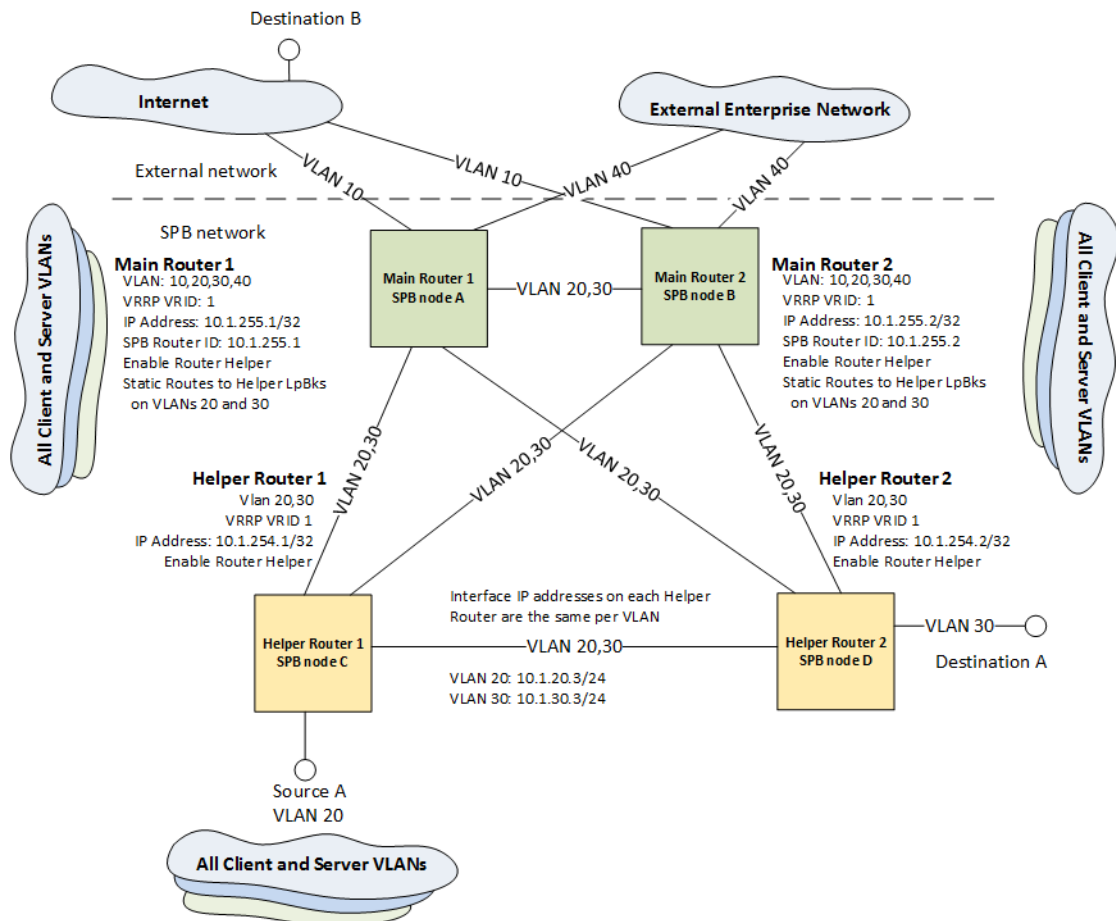 Destination B
Internet
External Enterprise Network
External network
VLAN 10
VLAN 10
VLAN 40
VLAN 40
SPB network
All Client and Server VLANs
Main Router 1
VLAN: 10,20,30,40
VRRP VRID: 1
IP Address: 10.1.255.1/32
SPB Router ID: 10.1.255.1
Enable Router Helper
Static Routes to Helper LpBks
on VLANs 20 and 30
Main Router 1
SPB node A
VLAN 20,30
Main Router 2
SPB node B
Main Router 2
VLAN: 10,20,30,40
VRRP VRID: 1
IP Address: 10.1.255.2/32
SPB Router ID: 10.1.255.2
Enable Router Helper
Static Routes to Helper LpBks
on VLANs 20 and 30
All Client and Server VLANs
VLAN 20,30
VLAN 20,30
VLAN 20,30
VLAN 20,30
Helper Router 1
Vlan 20,30
VRRP VRID 1
IP Address: 10.1.254.1/32
Enable Router Helper
Helper Router 2
Vlan 20,30
VRRP VRID 1
IP Address: 10.1.254.2/32
Enable Router Helper
Interface IP addresses on each Helper
Router are the same per VLAN
Helper Router 1
SPB node C
VLAN 20,30
Helper Router 2
SPB node D
VLAN 30
Destination A
VLAN 20: 10.1.20.3/24
VLAN 30: 10.1.30.3/24
Source A
VLAN 20
All Client and Server VLANs